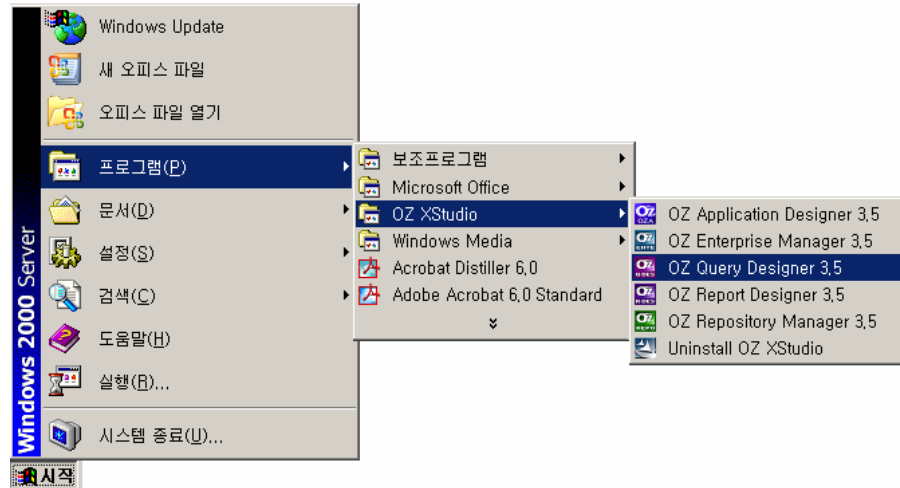 Windows Update
새 오피스 파일
오피스 파일 열기
프로그램(P)
문서(D)
설정(S)
검색(C)
도움말(H)
실행(R)...
시스템 종료(U)...
Windows 2000 Server
시작
보조프로그램
Microsoft Office
OZ XStudio
Windows Media
Acrobat Distiller 6,0
Adobe Acrobat 6,0 Standard
OZ Application Designer 3,5
OZ Enterprise Manager 3,5
OZ Query Designer 3,5
OZ Report Designer 3,5
OZ Repository Manager 3,5
Uninstall OZ XStudio